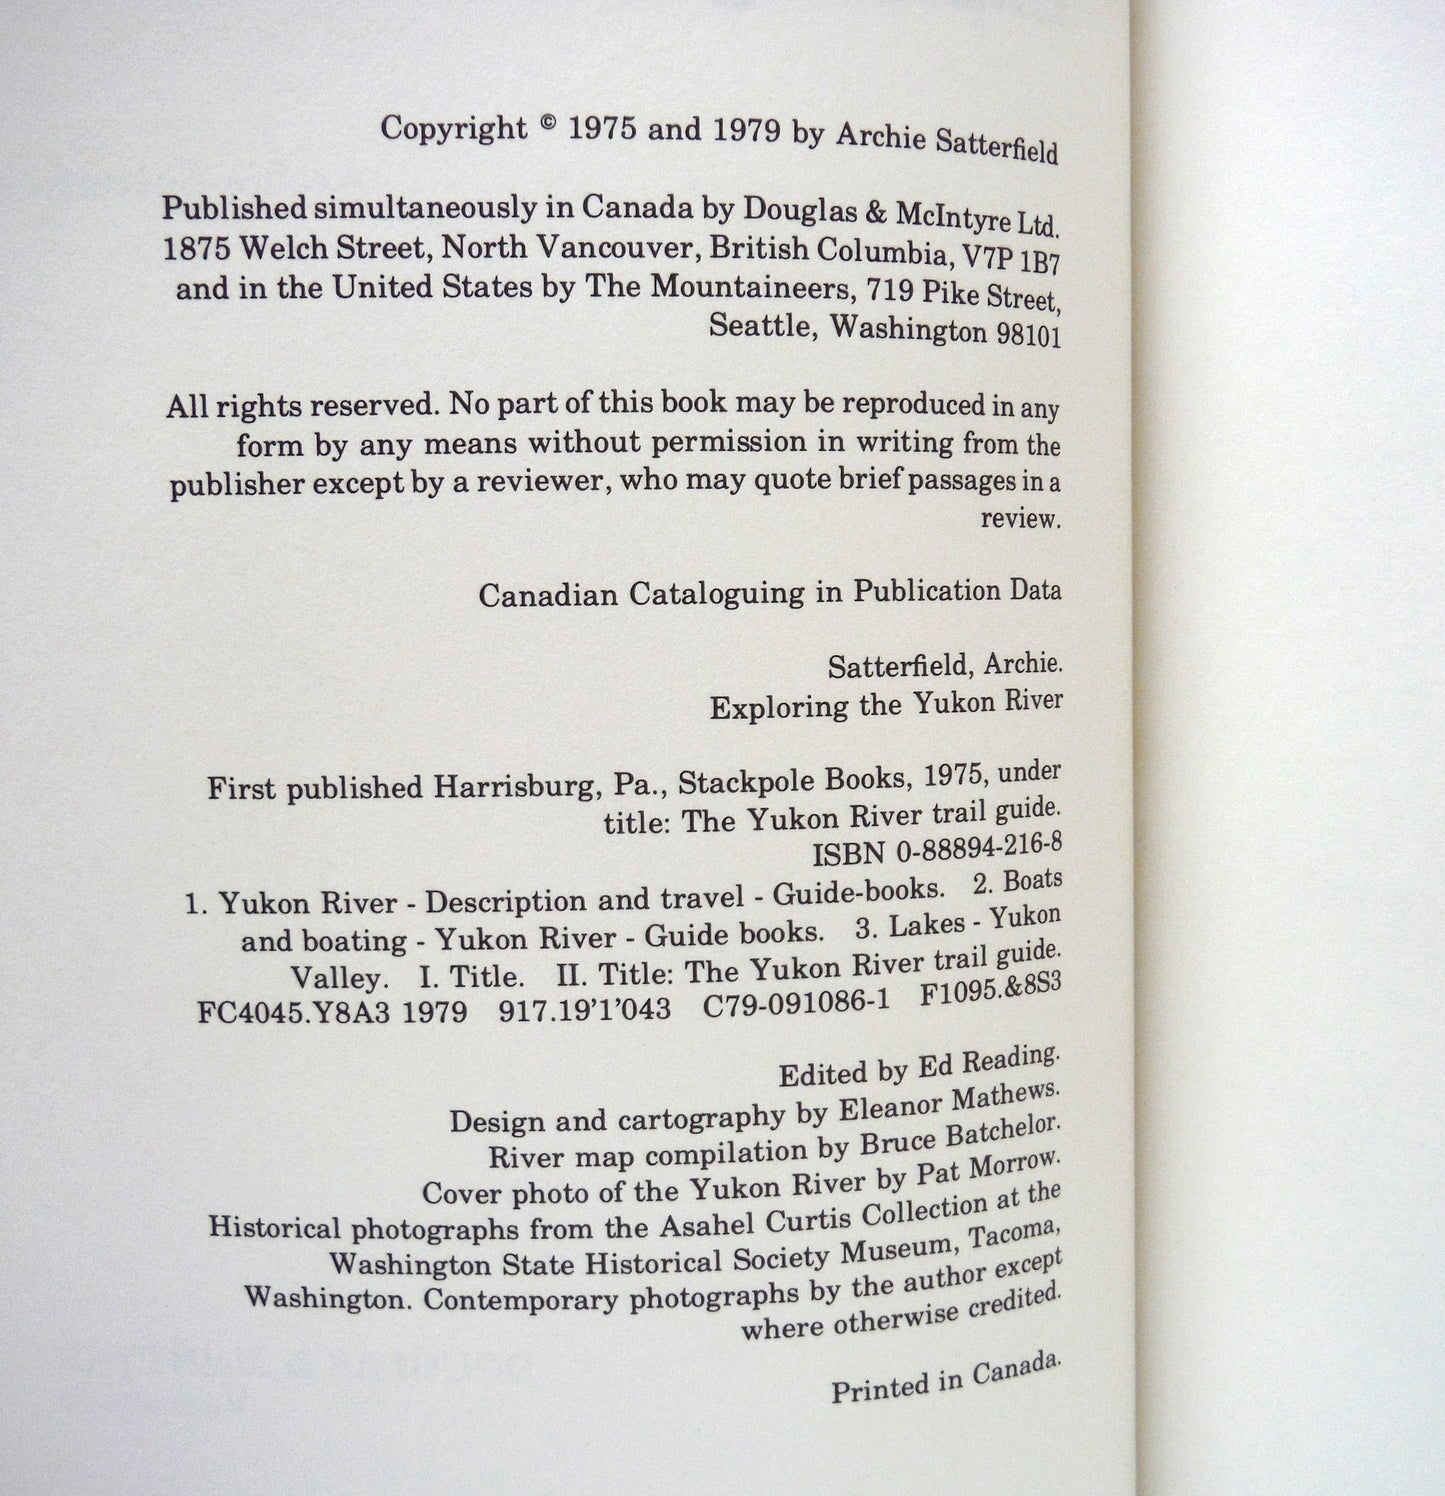 Copyright © 1975 and 1979 by Archie Satterfield
Published simultaneously in Canada by Douglas & McIntyre Ltd.
1875 Welch Street, North Vancouver, British Columbia, V7P 1B7
and in the United States by The Mountaineers, 719 Pike Street,
Seattle, Washington 98101
All rights reserved. No part of this book may be reproduced in any
form by any means without permission in writing from the
publisher except by a reviewer, who may quote brief passages in a
review.
Canadian Cataloguing in Publication Data
Satterfield, Archie.
Exploring the Yukon River
First published Harrisburg, Pa., Stackpole Books, 1975, under
title: The Yukon River trail guide.
ISBN 0-88894-216-8
1. Yukon River - Description and travel - Guide-books. 2. Boats
and boating - Yukon River - Guide books. 3. Lakes - Yukon
Valley. I. Title. II. Title: The Yukon River trail guide.
FC4045.Y8A3 1979 917.19'1'043 C79-091086-1 F1095.&8S3
Edited by Ed Reading.
Design and cartography by Eleanor Mathews.
River map compilation by Bruce Batchelor.
Cover photo of the Yukon River by Pat Morrow.
Historical photographs from the Asahel Curtis Collection at the
Washington State Historical Society Museum, Tacoma,
Washington. Contemporary photographs by the author except
where otherwise credited.
Printed in Canada.